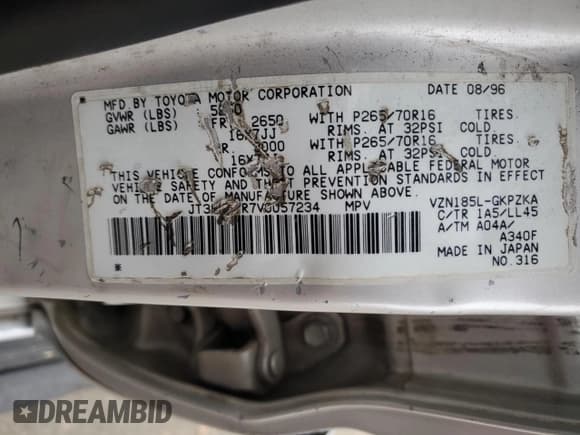 MFD. BY TOYOTA MOTOR CORPORATION DATE 08/96
GVWR (LBS)
GAWR (LBS) FR. 2650 WITH P265/70R16 TIRES.
16X7JJ RIMS. AT 32PSI COLD.
WITH P265/70R16 TIRES.
RIMS. AT 32PSI COLD.
THIS VEHICLE CONFORMS TO ALL APPLICABLE FEDERAL MOTOR
VEHICLE SAFETY AND THEFT PREVENTION STANDARDS IN EFFECT
ON THE DATE OF MANUFACTURE SHOWN ABOVE.
MPV VZN185L-GKPZKA
C/TR 1A5/LL45
A/TM A04A/
A340F
MADE IN JAPAN
NO.316
DREAMBID